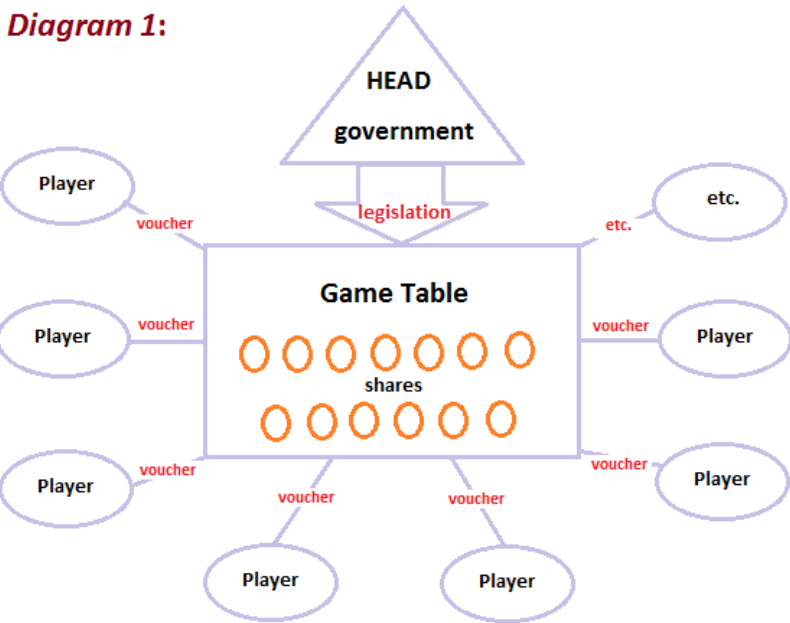 Diagram 1:
HEAD
government
legislation
Player
voucher
etc.
etc.
Game Table
Player
voucher
voucher
Player
shares
Player
voucher
voucher
Player
voucher
voucher
Player
Player